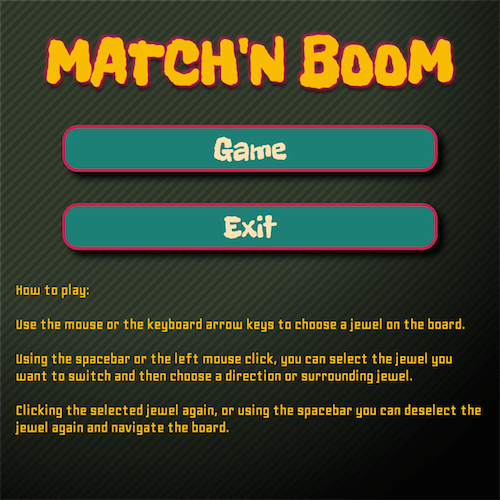 MATCH'N BOOM
Game
Exit
How to play:
Use the mouse or the keyboard arrow keys to choose a jewel on the board.
Using the spacebar or the left mouse click, you can select the jewel you
want to switch and then choose a direction or surrounding jewel.
Clicking the selected jewel again, or using the spacebar you can deselect the
jewel again and navigate the board.